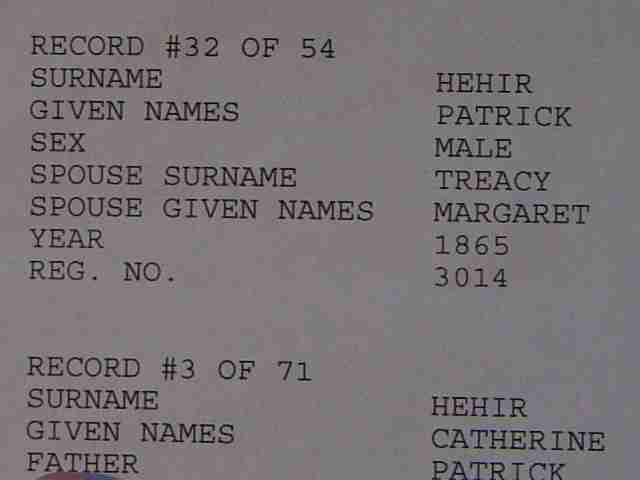 RECORD #32 OF 54
SURNAME HEHIR
GIVEN NAMES PATRICK
SEX MALE
SPOUSE SURNAME TREACY
SPOUSE GIVEN NAMES MARGARET
YEAR 1865
REG. NO. 3014
RECORD #3 OF 71
SURNAME HEHIR
GIVEN NAMES CATHERINE
FATHER PATRICK